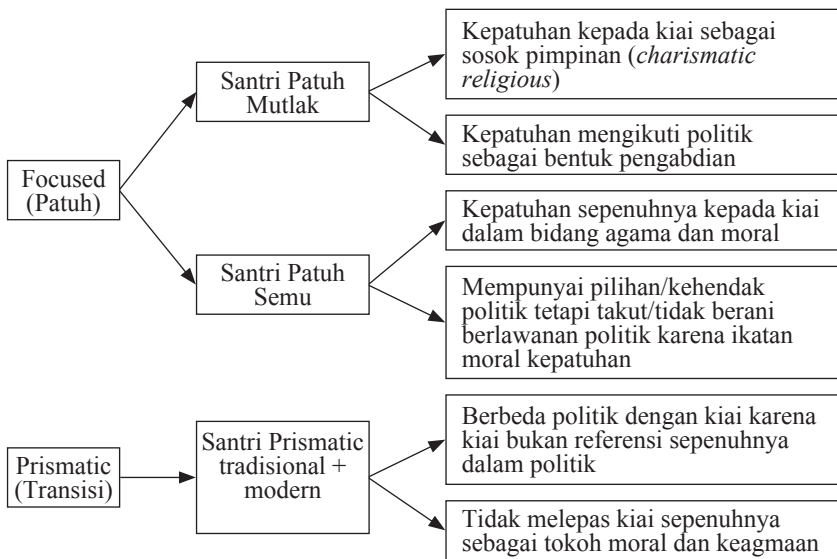 Focused
(Patuh)
Santri Patuh
Mutlak
Kepatuhan kepada kiai sebagai
sosok pimpinan (charismatic
religious)
Kepatuhan mengikuti politik
sebagai bentuk pengabdian
Santri Patuh
Semu
Kepatuhan sepenuhnya kepada kiai
dalam bidang agama dan moral
Mempunyai pilihan/kehendak
politik tetapi takut/tidak berani
berlawanan politik karena ikatan
moral kepatuhan
Prismatic
(Transisi)
Santri Prismatic
tradisional +
modern
Berbeda politik dengan kiai karena
kiai bukan referensi sepenuhnya
dalam politik
Tidak melepas kiai sepenuhnya
sebagai tokoh moral dan keagmaan